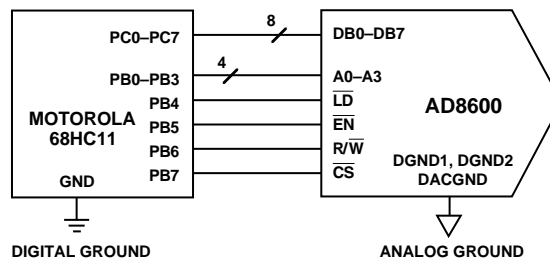 PC0–PC7
8
DB0–DB7
PB0–PB3
4
A0–A3
PB4
LD
MOTOROLA
68HC11
AD8600
PB5
EN
PB6
R/W
PB7
CS
GND
DGND1, DGND2
DACGND
DIGITAL GROUND
ANALOG GROUND